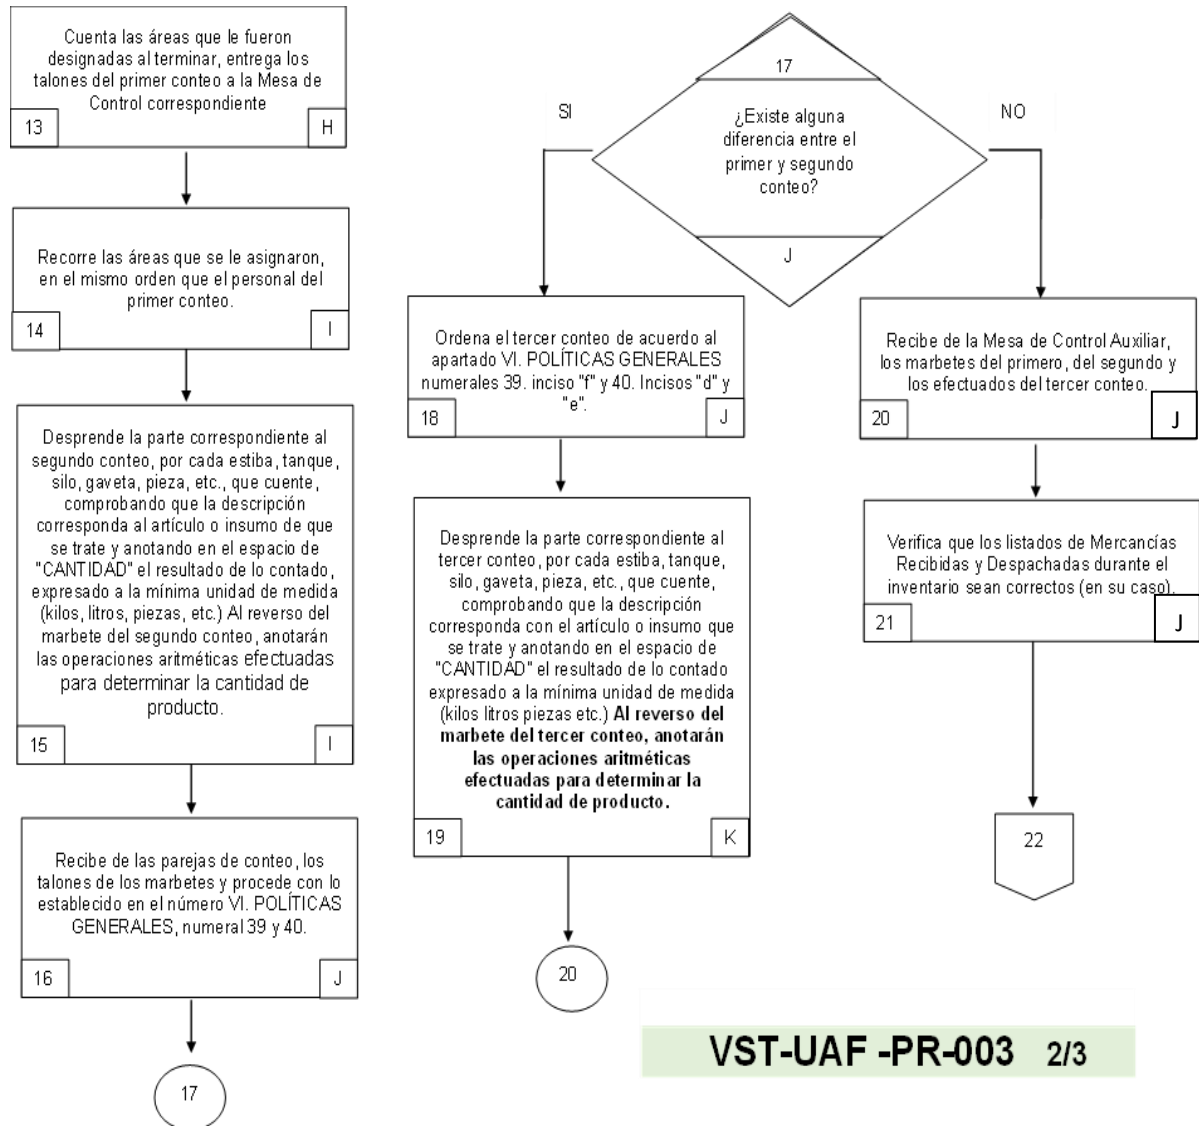 Cuenta las áreas que le fueron
designadas al terminar, entrega los
talones del primer conteo a la Mesa de
Control correspondiente
13
H
Recorre las áreas que se le asignaron,
en el mismo orden que el personal del
primer conteo.
14
I
Desprende la parte correspondiente al
segundo conteo, por cada estiba, tanque,
silo, gaveta, pieza, etc., que cuente,
comprobando que la descripción
corresponda al artículo o insumo de que
se trate y anotando en el espacio de
"CANTIDAD" el resultado de lo contado,
expresado a la mínima unidad de medida
(kilos, litros, piezas, etc.) Al reverso del
marbete del segundo conteo, anotarán
las operaciones aritméticas efectuadas
para determinar la cantidad de
producto.
15
I
Recibe de las parejas de conteo, los
talones de los marbetes y procede con lo
establecido en el número VI. POLÍTICAS
GENERALES, numeral 39 y 40.
16
J
17
17
¿Existe alguna
diferencia entre el
primer y segundo
conteo?
J
SI
NO
Ordena el tercer conteo de acuerdo al
apartado VI. POLÍTICAS GENERALES
numerales 39. inciso "f" y 40. Incisos "d" y
"e".
18
J
Desprende la parte correspondiente al
tercer conteo, por cada estiba, tanque,
silo, gaveta, pieza, etc., que cuente,
comprobando que la descripción
corresponda con el artículo o insumo que
se trate y anotando en el espacio de
"CANTIDAD" el resultado de lo contado
expresado a la mínima unidad de medida
(kilos litros piezas etc.) Al reverso del
marbete del tercer conteo, anotarán
las operaciones aritméticas
efectuadas para determinar la
cantidad de producto.
19
K
20
Recibe de la Mesa de Control Auxiliar,
los marbetes del primero, del segundo y
los efectuados del tercer conteo.
20
J
Verifica que los listados de Mercancías
Recibidas y Despachadas durante el
inventario sean correctos (en su caso).
21
J
22
VST-UAF -PR-003 2/3